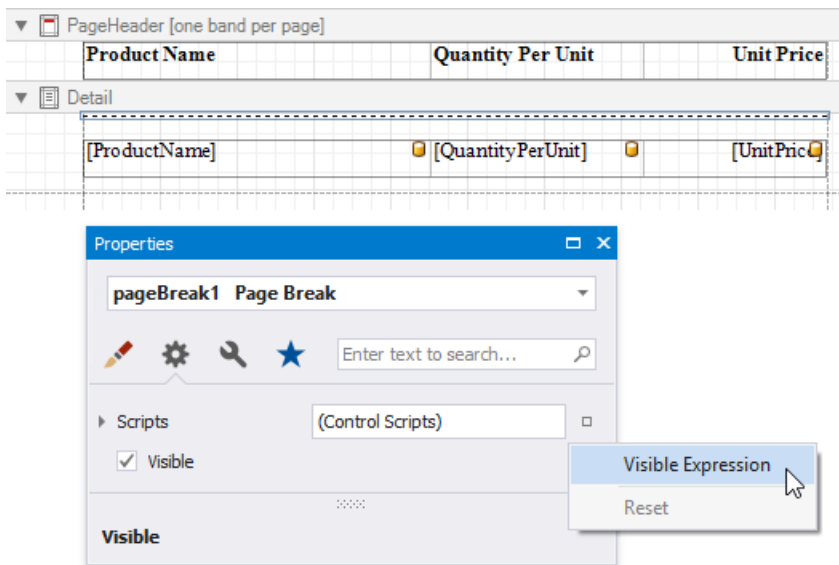 PageHeader [one band per page]
Product Name Quantity Per Unit Unit Price
Detail
[ProductName] [QuantityPerUnit] [UnitPrice]
Properties
pageBreak1 Page Break
Enter text to search...
Scripts (Control Scripts)
Visible
Visible Expression
Reset
Visible